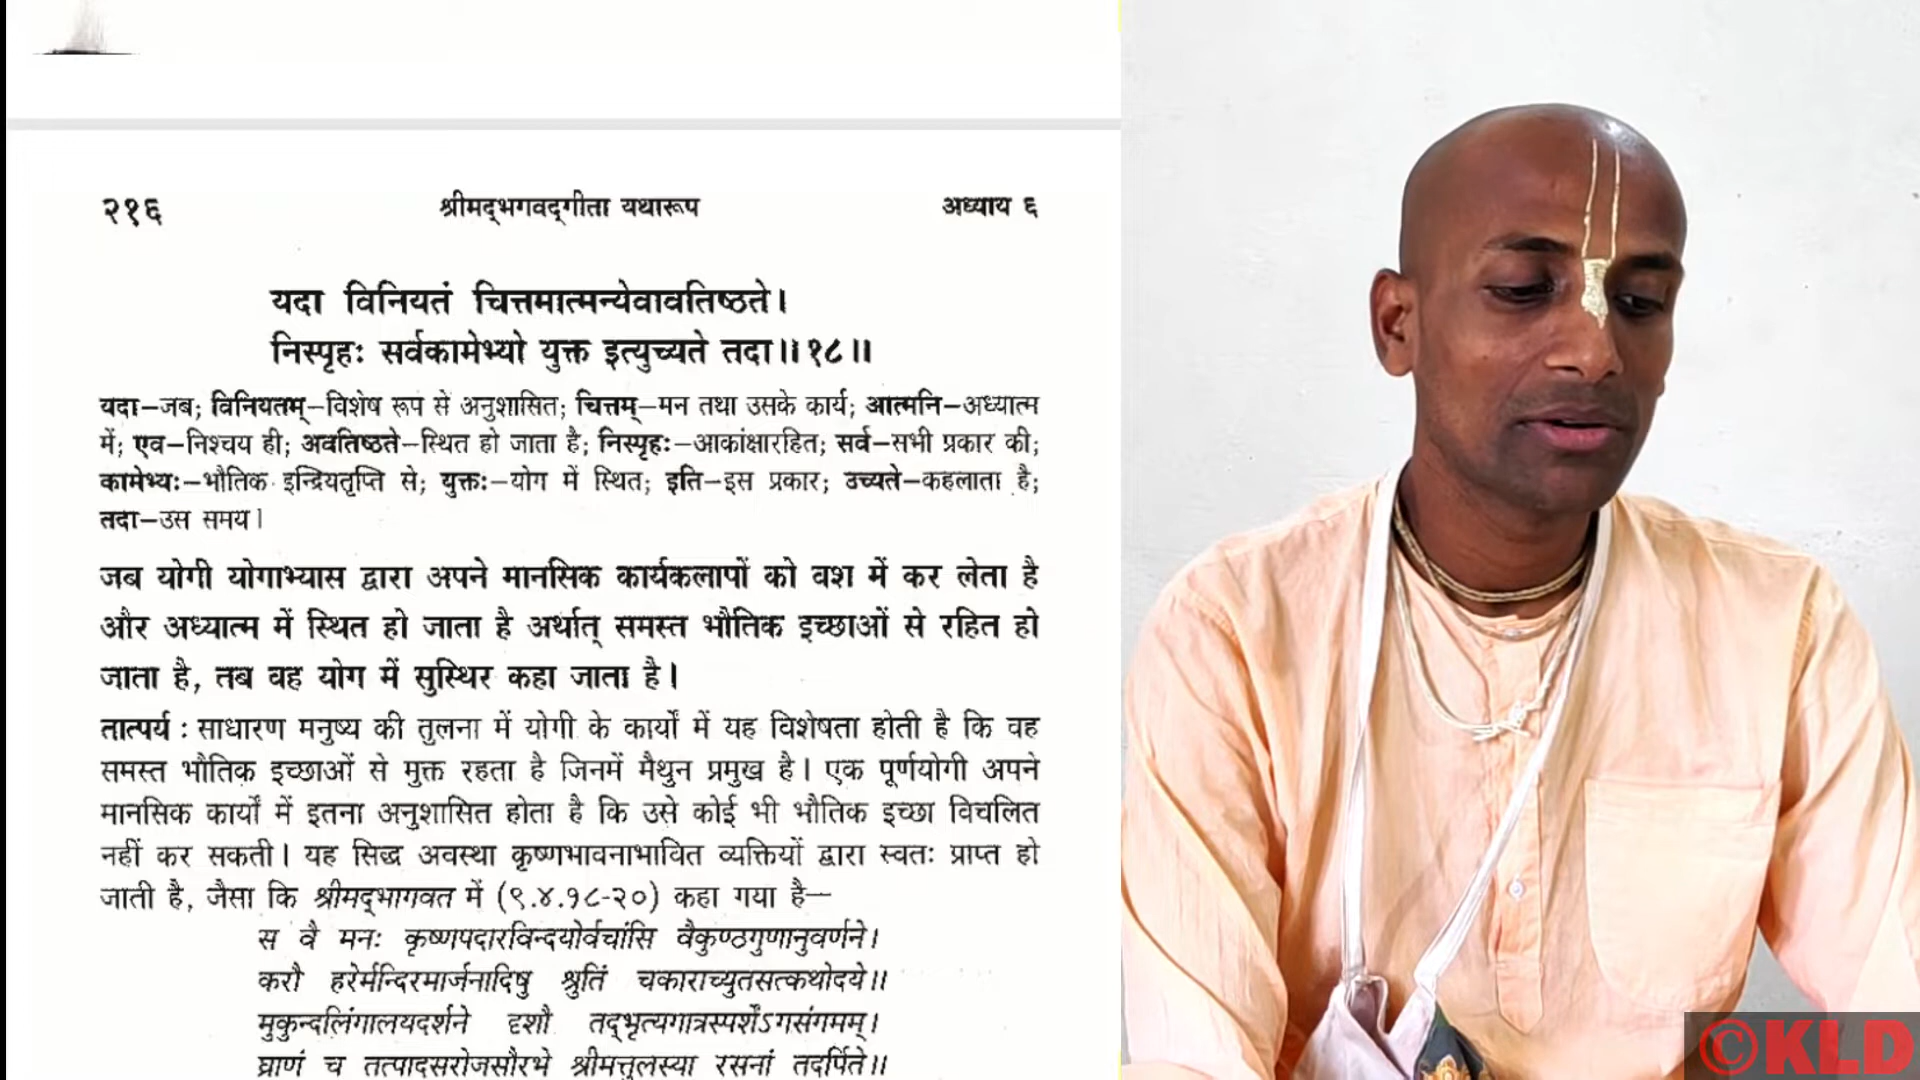 २१६ श्रीमद्भगवद्गीता यथारूप अध्याय ६
यदा विनियतं चित्तमात्मन्येवावतिष्ठते।
निस्पृहः सर्वकामेभ्यो युक्त इत्युच्यते तदा॥१८॥
यदा—जब; विनियतम्—विशेष रूप से अनुशासित; चित्तम्—मन तथा उसके कार्य; आत्मनि—अध्यात्म
में; एव—निश्चय ही; अवतिष्ठते—स्थित हो जाता है; निस्पृहः—आकांक्षारहित; सर्व—सभी प्रकार की;
कामेभ्यः—भौतिक इन्द्रियतृप्ति से; युक्तः—योग में स्थित; इति—इस प्रकार; उच्यते—कहलाता है;
तदा—उस समय।
जब योगी योगाभ्यास द्वारा अपने मानसिक कार्यकलापों को वश में कर लेता है
और अध्यात्म में स्थित हो जाता है अर्थात् समस्त भौतिक इच्छाओं से रहित हो
जाता है, तब वह योग में सुस्थिर कहा जाता है।
तात्पर्य : साधारण मनुष्य की तुलना में योगी के कार्यों में यह विशेषता होती है कि वह
समस्त भौतिक इच्छाओं से मुक्त रहता है जिनमें मैथुन प्रमुख है। एक पूर्णयोगी अपने
मानसिक कार्यों में इतना अनुशासित होता है कि उसे कोई भी भौतिक इच्छा विचलित
नहीं कर सकती। यह सिद्ध अवस्था कृष्णभावनाभावित व्यक्तियों द्वारा स्वतः प्राप्त हो
जाती है, जैसा कि श्रीमद्भागवत में (९.४.१८-२०) कहा गया है—
स वै मनः कृष्णपदारविन्दयोर्वचांसि वैकुण्ठगुणानुवर्णने।
करौ हरेर्मन्दिरमार्जनादिषु श्रुतिं चकाराच्युतसत्कथोदये॥
मुकुन्दलिंगालयदर्शने दृशौ तद्भृत्यगात्रस्पर्शेऽगसंगमम्।
घ्राणं च तत्पादसरोजसौरभे श्रीमत्तुलस्या रसनां तदर्पिते॥
©KLD